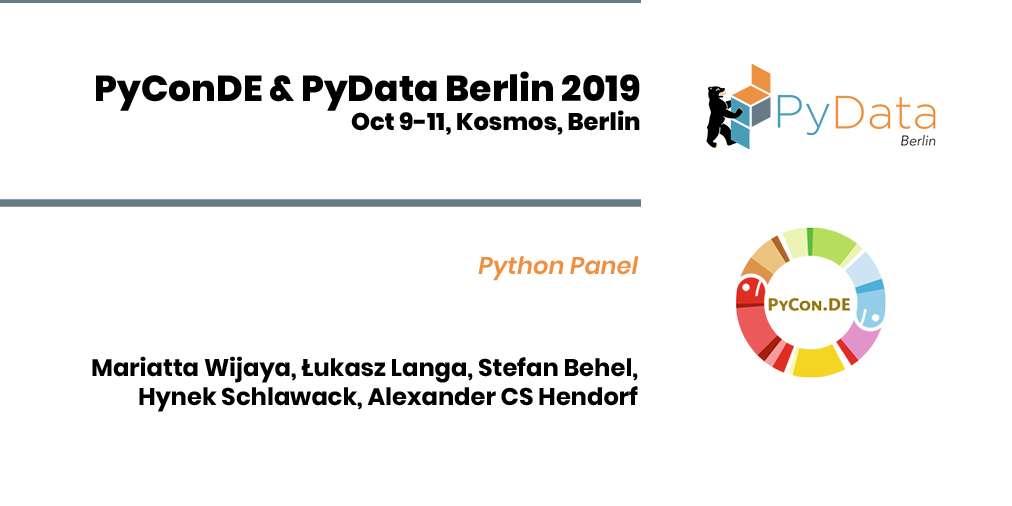 PyConDE & PyData Berlin 2019
Oct 9-11, Kosmos, Berlin
PyData
Berlin
Python Panel
PYCON.DE
Mariatta Wijaya, Łukasz Langa, Stefan Behel,
Hynek Schlawack, Alexander CS Hendorf